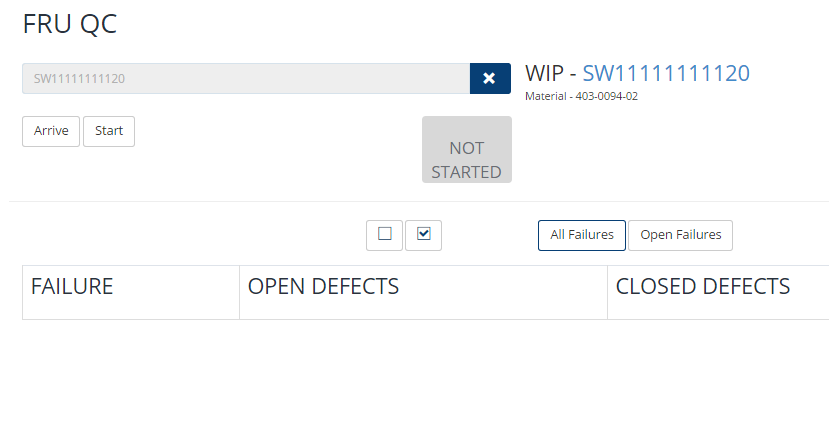 FRU QC
SW11111111120
WIP - SW11111111120
Material - 403-0094-02
Arrive
Start
NOT
STARTED
All Failures
Open Failures
FAILURE
OPEN DEFECTS
CLOSED DEFECTS